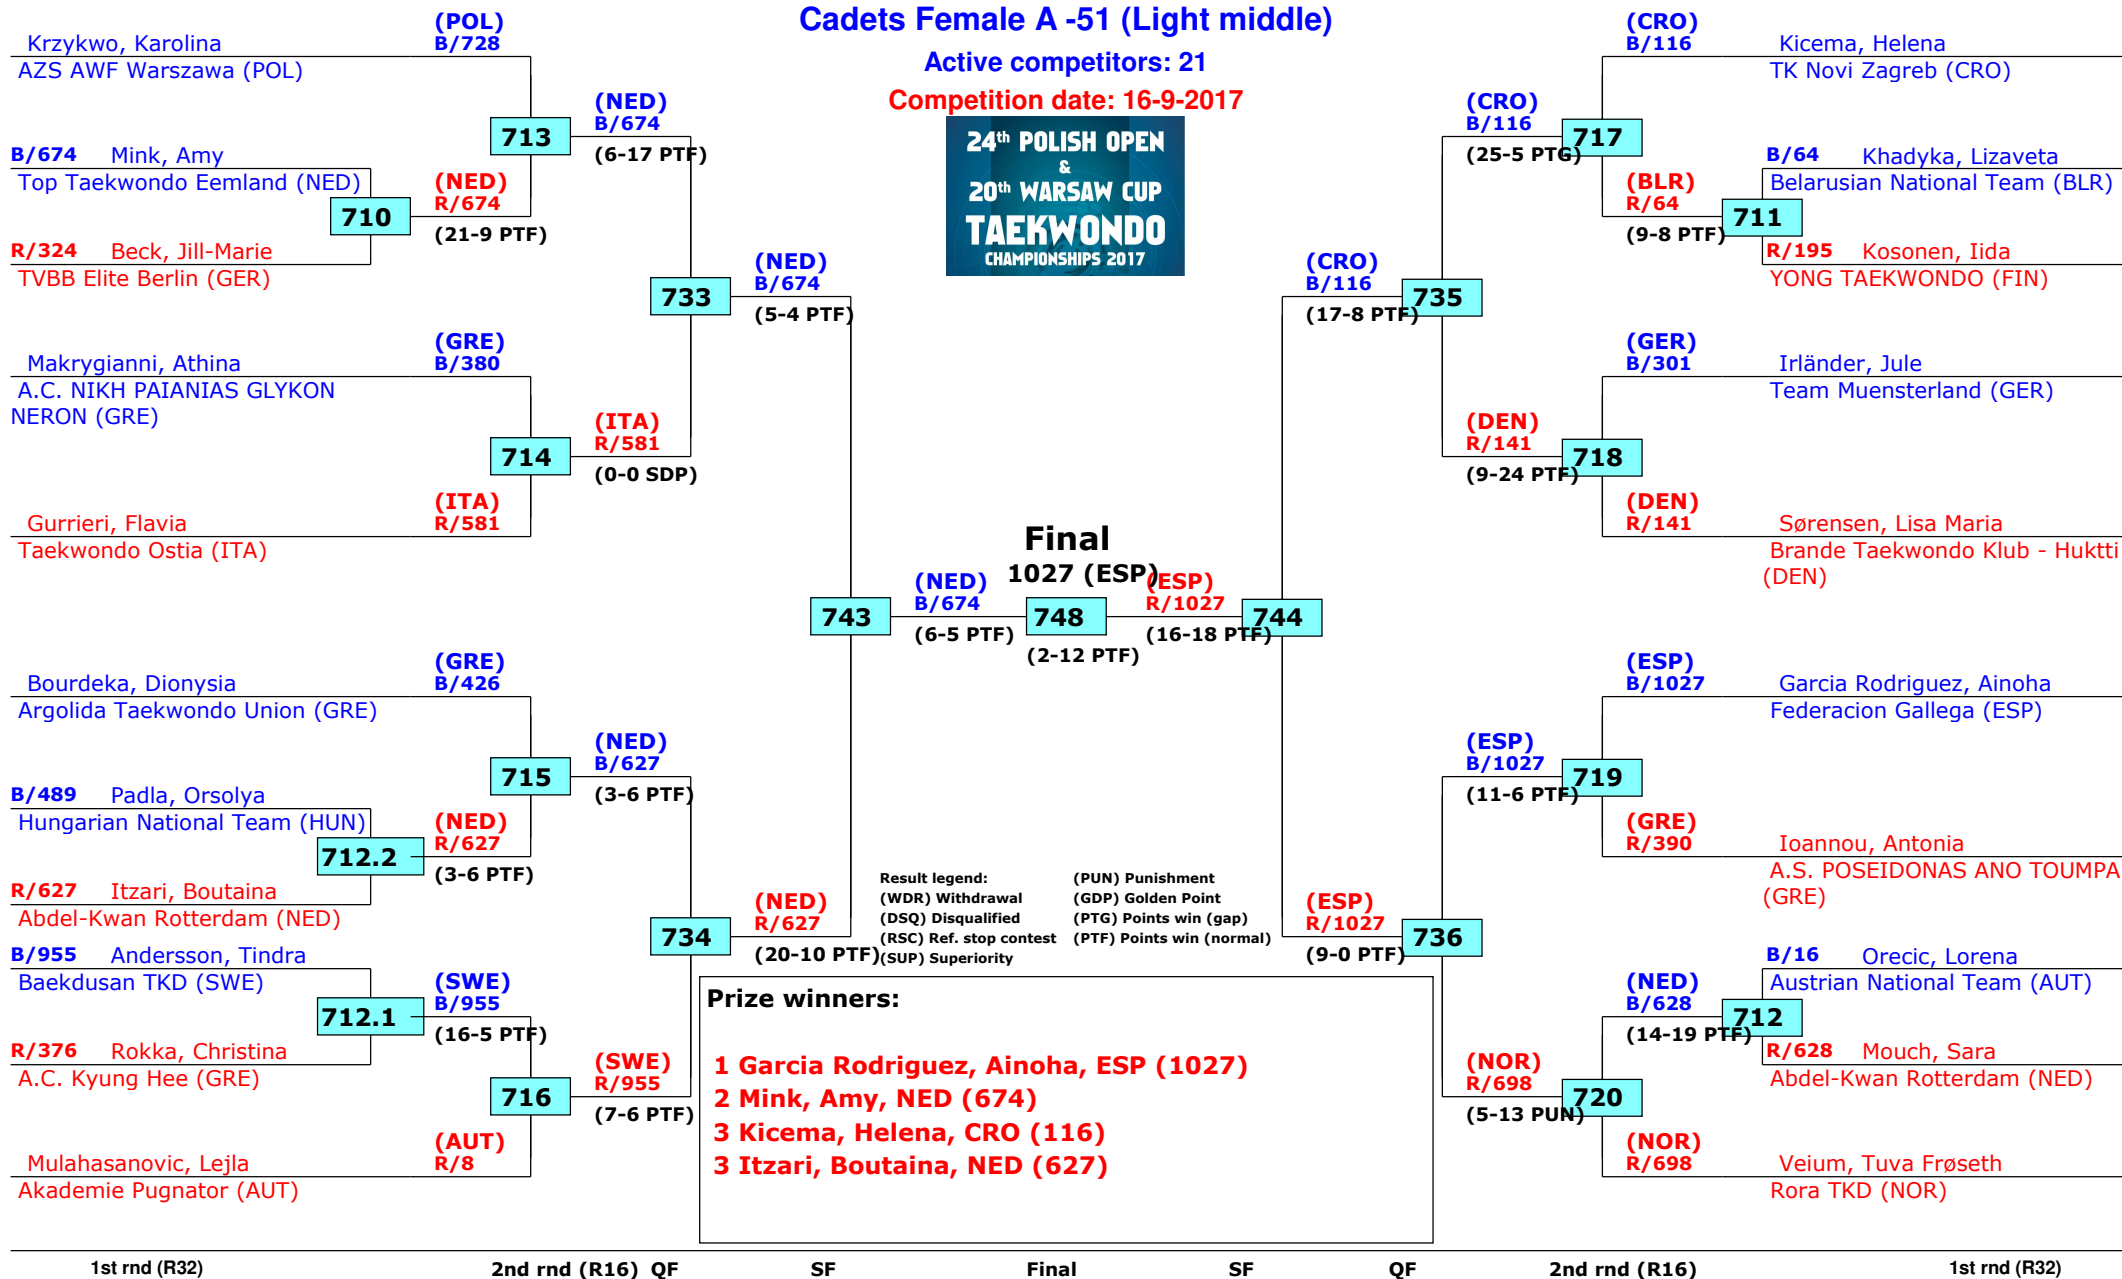 Cadets Female A -51 (Light middle)
Active competitors: 21
Competition date: 16-9-2017
24th POLISH OPEN
&
20th WARSAW CUP
TAEKWONDO
CHAMPIONSHIPS 2017
(POL)
B/728
Krzykwo, Karolina
AZS AWF Warszawa (POL)
(NED)
B/674
713
(6-17 PTF)
B/674 Mink, Amy
Top Taekwondo Eemland (NED)
(NED)
R/674
710
(21-9 PTF)
R/324 Beck, Jill-Marie
TVBB Elite Berlin (GER)
(NED)
B/674
733
(5-4 PTF)
(GRE)
B/380
Makrygianni, Athina
A.C. NIKH PAIANIAS GLYKON
NERON (GRE)
(ITA)
R/581
714
(0-0 SDP)
(ITA)
R/581
Gurrieri, Flavia
Taekwondo Ostia (ITA)
743
(NED)
B/674
(6-5 PTF)
Final
1027 (ESP)
748
(2-12 PTF)
(ESP)
R/1027
744
(16-18 PTF)
(GRE)
B/426
Bourdeka, Dionysia
Argolida Taekwondo Union (GRE)
(NED)
B/627
715
(3-6 PTF)
B/489 Padla, Orsolya
Hungarian National Team (HUN)
(NED)
R/627
712.2
(3-6 PTF)
R/627 Itzari, Boutaina
Abdel-Kwan Rotterdam (NED)
(NED)
R/627
734
(20-10 PTF)
B/955 Andersson, Tindra
Baekdusan TKD (SWE)
(SWE)
B/955
712.1
(16-5 PTF)
R/376 Rokka, Christina
A.C. Kyung Hee (GRE)
(SWE)
R/955
716
(7-6 PTF)
(AUT)
R/8
Mulahasanovic, Lejla
Akademie Pugnator (AUT)
(CRO)
B/116
Kicema, Helena
TK Novi Zagreb (CRO)
(CRO)
B/116
717
(25-5 PTG)
B/64 Khadyka, Lizaveta
Belarusian National Team (BLR)
(BLR)
R/64
711
(9-8 PTF)
R/195 Kosonen, Iida
YONG TAEKWONDO (FIN)
(CRO)
B/116
735
(17-8 PTF)
(GER)
B/301
Irländer, Jule
Team Muensterland (GER)
(DEN)
R/141
718
(9-24 PTF)
(DEN)
R/141
Sørensen, Lisa Maria
Brande Taekwondo Klub - Huktti
(DEN)
(ESP)
B/1027
Garcia Rodriguez, Ainoha
Federacion Gallega (ESP)
(ESP)
B/1027
719
(11-6 PTF)
(GRE)
R/390
Ioannou, Antonia
A.S. POSEIDONAS ANO TOUMPA
(GRE)
(ESP)
R/1027
736
(9-0 PTF)
B/16 Orecic, Lorena
Austrian National Team (AUT)
(NED)
B/628
712
(14-19 PTF)
R/628 Mouch, Sara
Abdel-Kwan Rotterdam (NED)
(NOR)
R/698
720
(5-13 PUN)
(NOR)
R/698
Veium, Tuva Frøseth
Rora TKD (NOR)
Result legend: (PUN) Punishment
(WDR) Withdrawal (GDP) Golden Point
(DSQ) Disqualified (PTG) Points win (gap)
(RSC) Ref. stop contest (PTF) Points win (normal)
(SUP) Superiority
Prize winners:
1 Garcia Rodriguez, Ainoha, ESP (1027)
2 Mink, Amy, NED (674)
3 Kicema, Helena, CRO (116)
3 Itzari, Boutaina, NED (627)
1st rnd (R32) 2nd rnd (R16) QF SF Final SF QF 2nd rnd (R16) 1st rnd (R32)